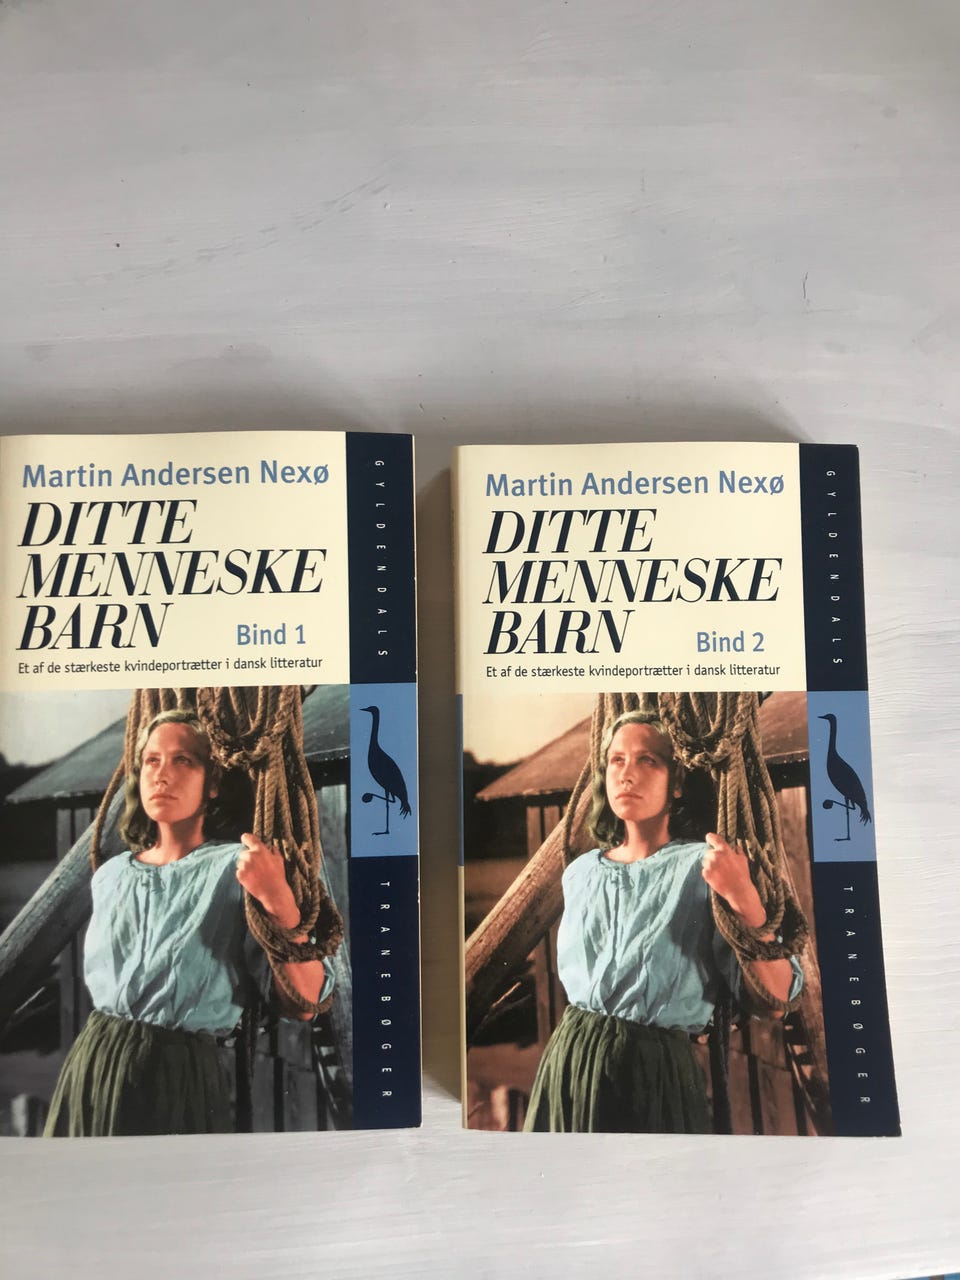 Martin Andersen Nexø
DITTE
MENNESKE
BARN
Bind 1
Et af de stærkeste kvindeportrætter i dansk litteratur
GYLDENDALS
TRANEBØGER
Martin Andersen Nexø
DITTE
MENNESKE
BARN
Bind 2
Et af de stærkeste kvindeportrætter i dansk litteratur
GYLDENDALS
TRANEBØGER